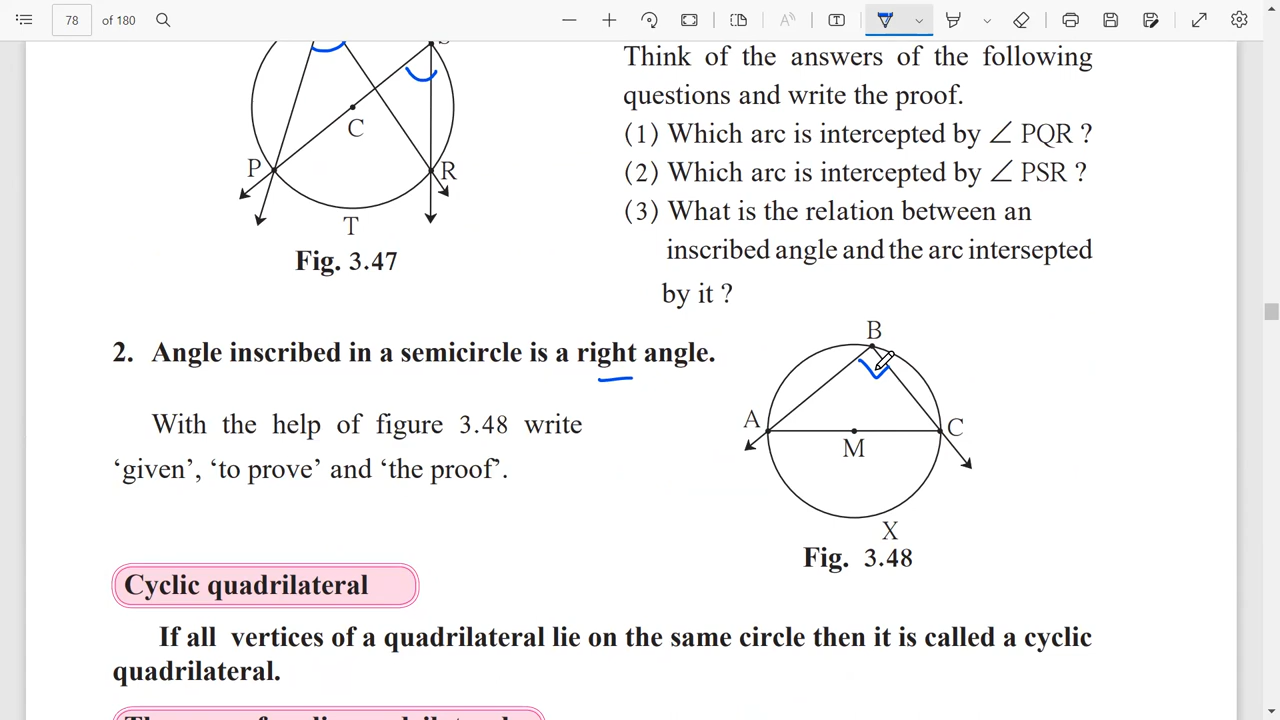 78 of 180
S
Think of the answers of the following
questions and write the proof.
C
(1) Which arc is intercepted by ∠ PQR ?
P
R
(2) Which arc is intercepted by ∠ PSR ?
T
(3) What is the relation between an
inscribed angle and the arc intersepted
by it ?
Fig. 3.47
2. Angle inscribed in a semicircle is a right angle.
With the help of figure 3.48 write
‘given’, ‘to prove’ and ‘the proof’.
B
A
C
M
X
Fig. 3.48
Cyclic quadrilateral
If all vertices of a quadrilateral lie on the same circle then it is called a cyclic
quadrilateral.